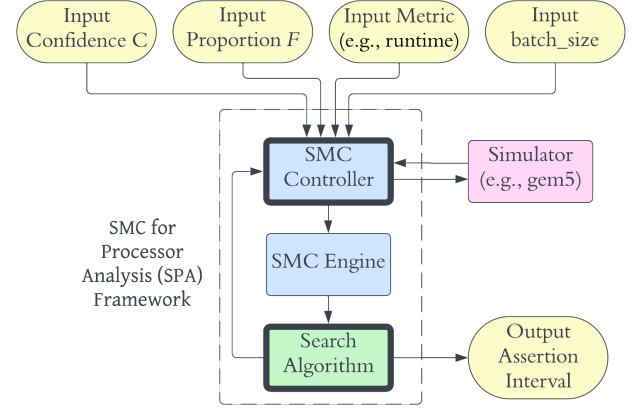 Input
Confidence C
Input
Proportion F
Input Metric
(e.g., runtime)
Input
batch_size
SMC
Controller
Simulator
(e.g., gem5)
SMC for
Processor
Analysis (SPA)
Framework
SMC Engine
Search
Algorithm
Output
Assertion
Interval